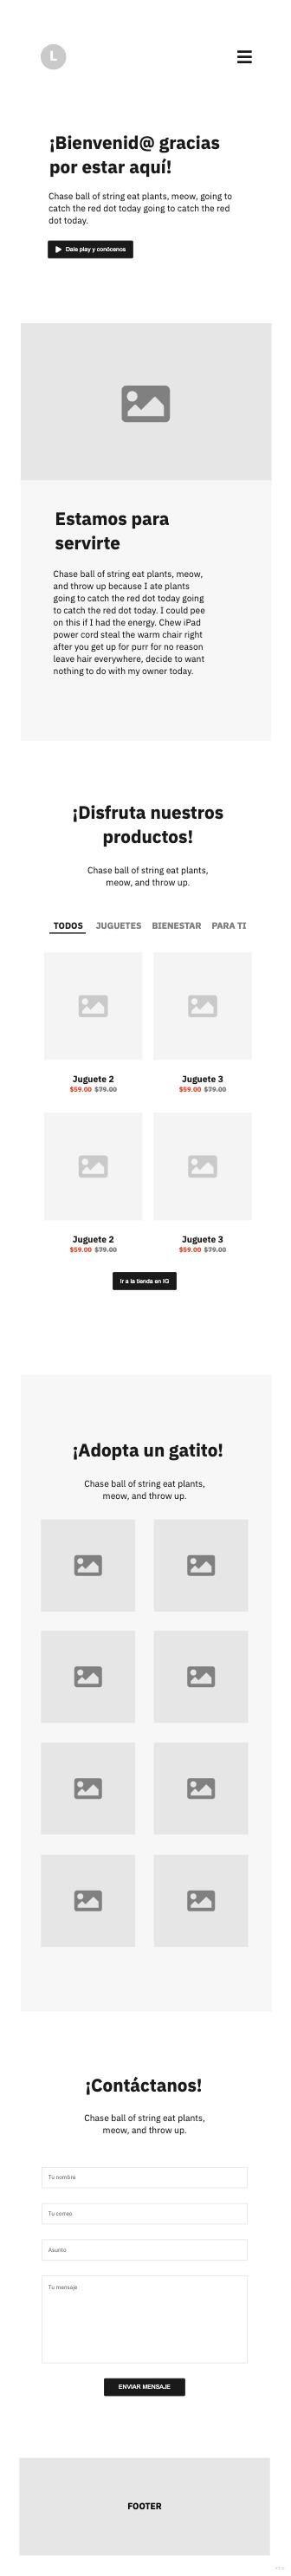 L
¡Bienvenid@ gracias
por estar aquí!
Chase ball of string eat plants, meow, going to
catch the red dot today going to catch the red
dot today.
Dale play y conócenos
Estamos para
servirte
Chase ball of string eat plants, meow,
and throw up because I ate plants
going to catch the red dot today going
to catch the red dot today. I could pee
on this if I had the energy. Chew iPad
power cord steal the warm chair right
after you get up for purr for no reason
leave hair everywhere, decide to want
nothing to do with my owner today.
¡Disfruta nuestros
productos!
Chase ball of string eat plants,
meow, and throw up.
TODOS JUGUETES BIENESTAR PARA TI
Juguete 2 Juguete 3
$59.00 $79.00 $59.00 $79.00
Juguete 2 Juguete 3
$59.00 $79.00 $59.00 $79.00
Ir a la tienda en IG
¡Adopta un gatito!
Chase ball of string eat plants,
meow, and throw up.
¡Contáctanos!
Chase ball of string eat plants,
meow, and throw up.
Tu nombre
Tu correo
Asunto
Tu mensaje
ENVIAR MENSAJE
FOOTER